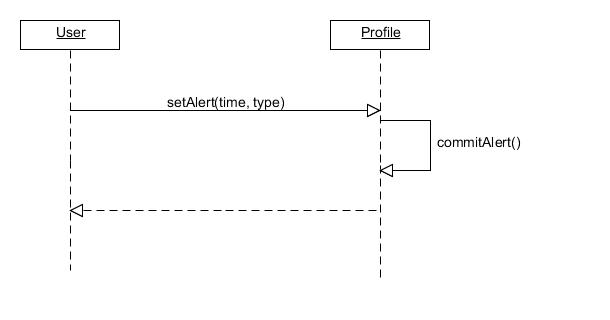 User
Profile
setAlert(time, type)
commitAlert()